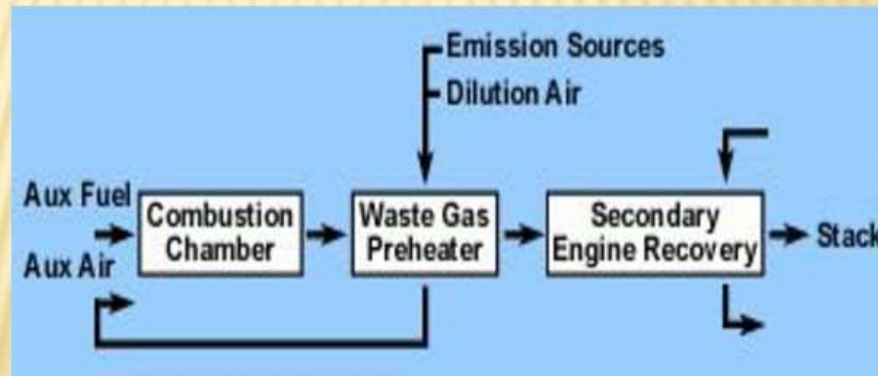 Emission Sources
Dilution Air
Aux Fuel
Aux Air
Combustion
Chamber
Waste Gas
Preheater
Secondary
Engine Recovery
Stack